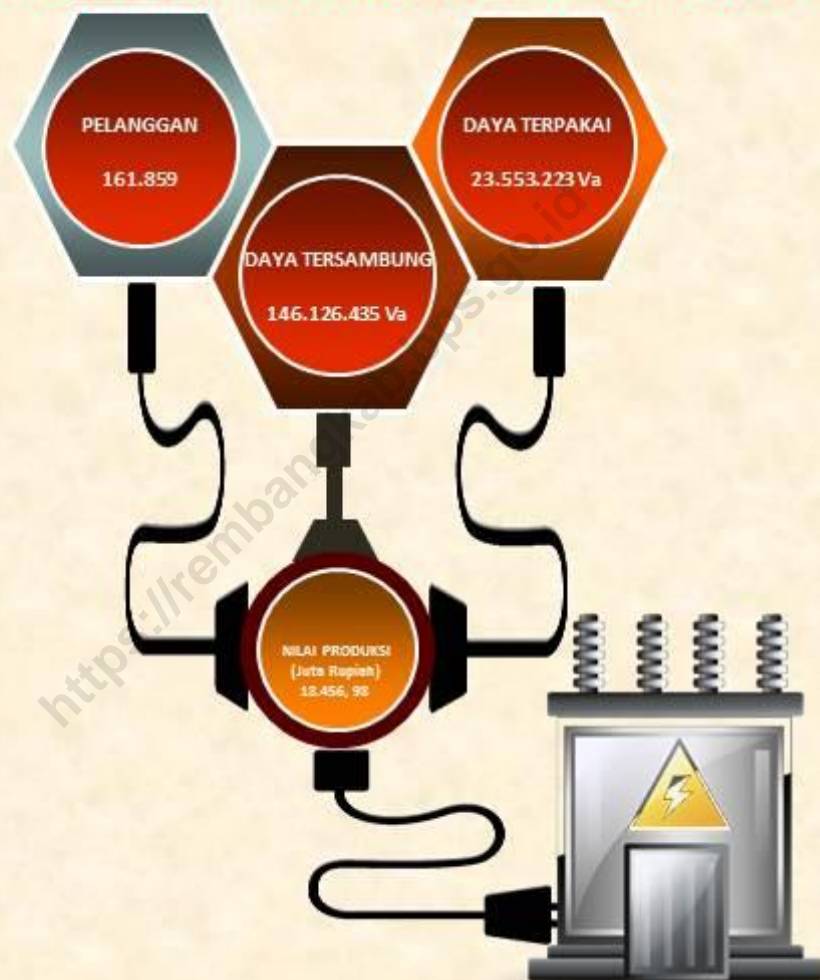 PELANGGAN
161.859
DAYA TERPAKAI
23.553.223 Va
DAYA TERSAMBUNG
146.126.435 Va
NILAI PRODUKSI
(Juta Rupiah)
18.456, 98
https://rembangkab.bps.go.id